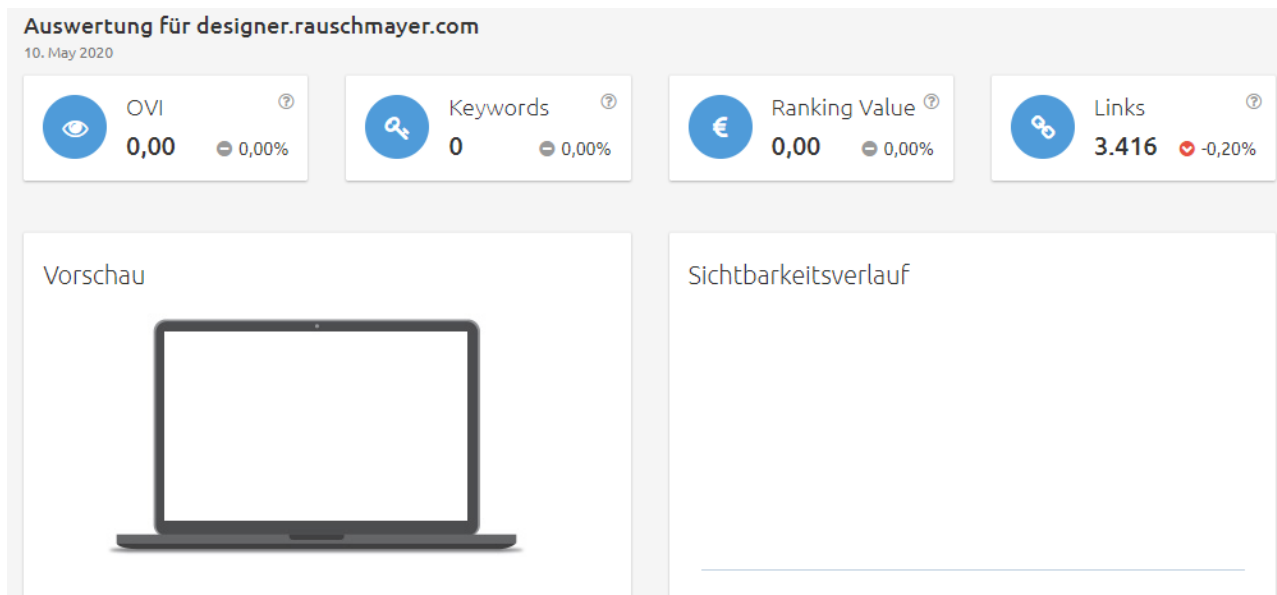 Auswertung für designer.rauschmayer.com
10. May 2020
OVI ?
0,00 0,00%
Keywords ?
0 0,00%
Ranking Value ?
€
0,00 0,00%
Links ?
3.416 -0,20%
Vorschau
Sichtbarkeitsverlauf